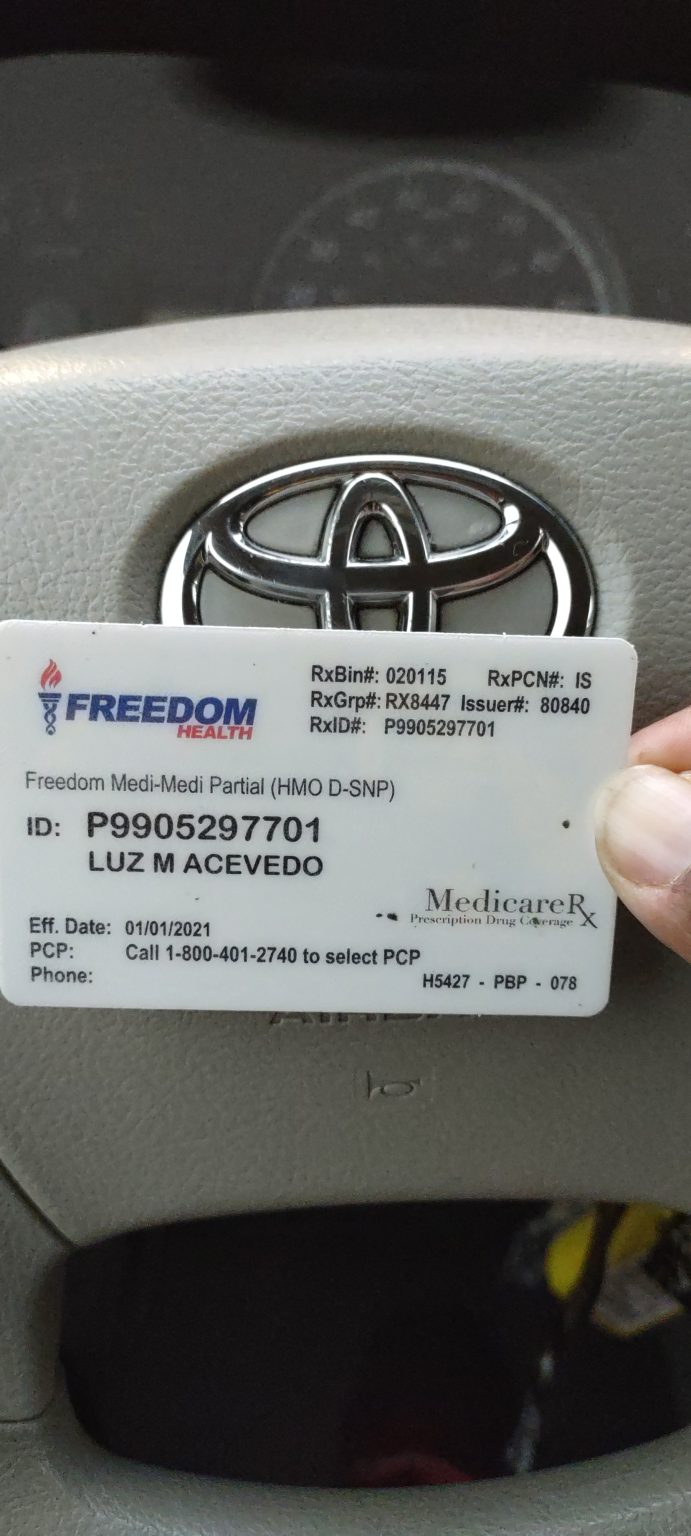 FREEDOM
HEALTH
RxBin#: 020115 RxPCN#: IS
RxGrp#: RX8447 Issuer#: 80840
RxID#: P9905297701
Freedom Medi-Medi Partial (HMO D-SNP)
ID: P9905297701
LUZ M ACEVEDO
MedicareRx
Prescription Drug Coverage
Eff. Date: 01/01/2021
PCP: Call 1-800-401-2740 to select PCP
Phone:
H5427 - PBP - 078